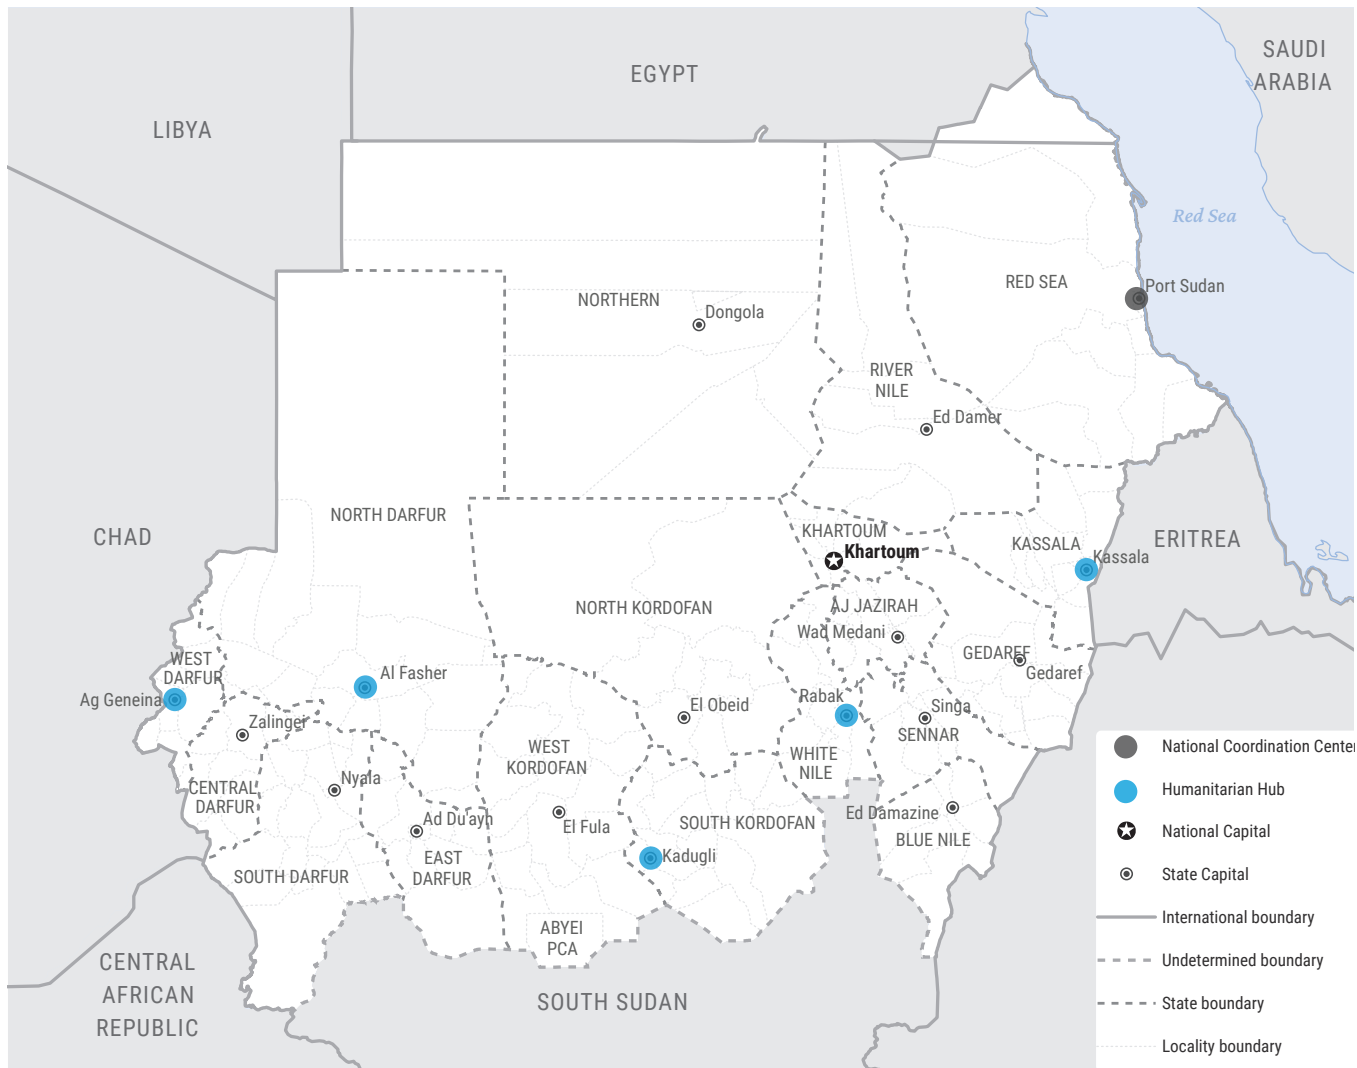 SAUDI
ARABIA
EGYPT
LIBYA
Red Sea
RED SEA
Port Sudan
NORTHERN
Dongola
RIVER
NILE
Ed Damer
NORTH DARFUR
CHAD
KHARTOUM
Khartoum
KASSALA
Kassala
ERITREA
NORTH KORDOFAN
AJ JAZIRAH
Wad Medani
GEDAREF
Gedaref
WEST
DARFUR
Al Fasher
Ag Geneina
Rabak
El Obeid
Singa
SENNAR
Zalingei
WEST
KORDOFAN
WHITE
NILE
Nyala
CENTRAL
DARFUR
Ed Damazine
BLUE NILE
Ad Du'ayn
El Fula
SOUTH KORDOFAN
Kadugli
EAST
DARFUR
SOUTH DARFUR
ABYEI
PCA
CENTRAL
AFRICAN
REPUBLIC
SOUTH SUDAN
National Coordination Center
Humanitarian Hub
National Capital
State Capital
International boundary
Undetermined boundary
State boundary
Locality boundary